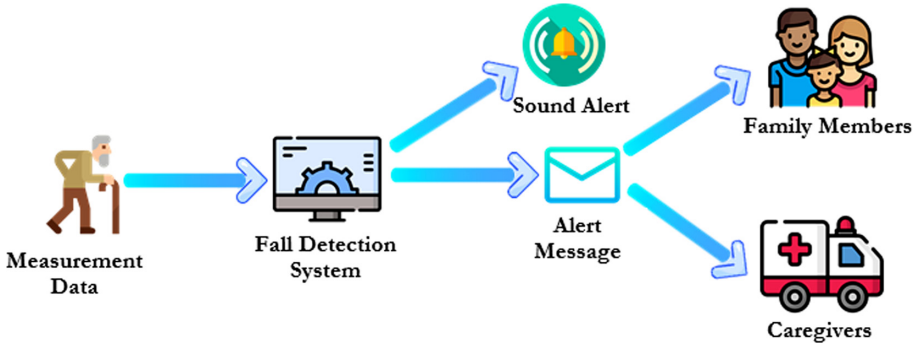 Sound Alert
Family Members
Measurement
Data
Fall Detection
System
Alert
Message
Caregivers